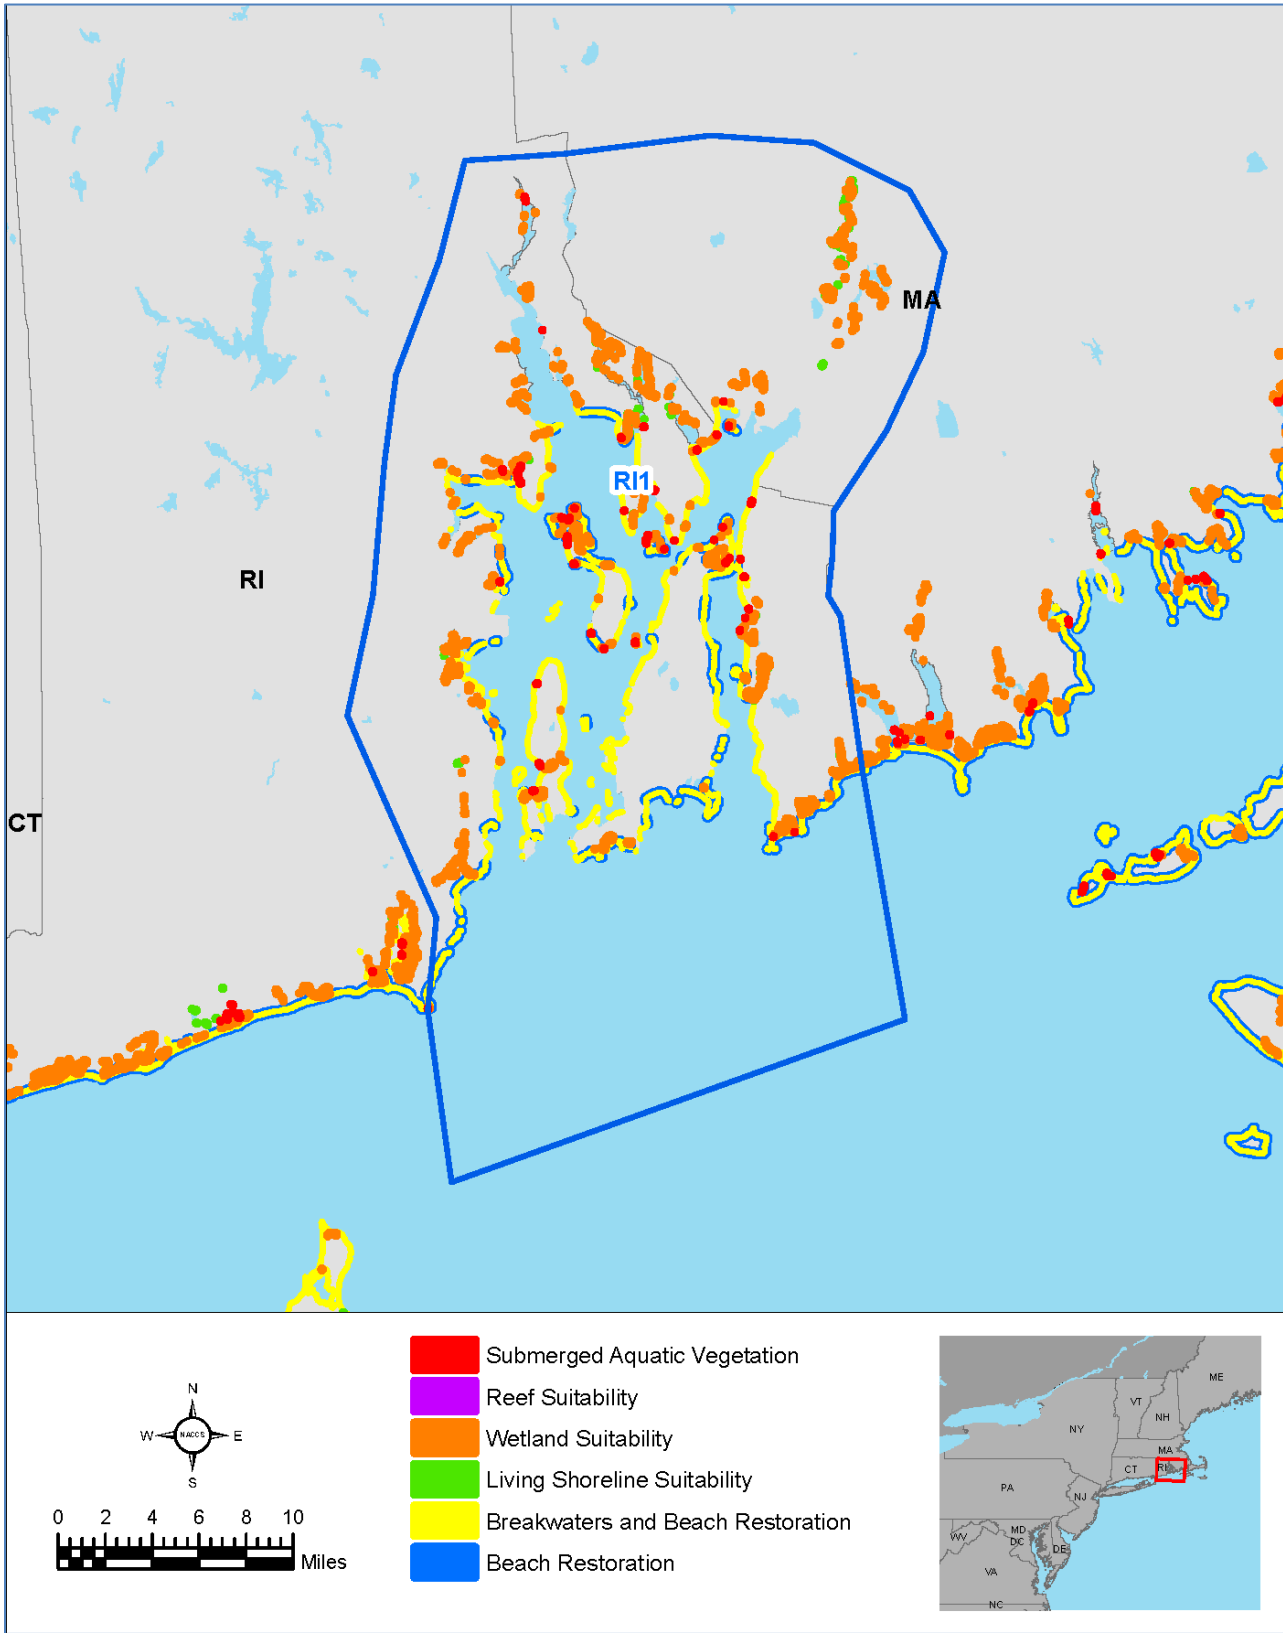 MA
RI1
RI
CT
N
W NACCS E
S
0 2 4 6 8 10
Miles
Submerged Aquatic Vegetation
Reef Suitability
Wetland Suitability
Living Shoreline Suitability
Breakwaters and Beach Restoration
Beach Restoration
ME
VT
NH
NY
MA
CT
RI
PA
NJ
MD
DC
WV
DE
VA
NC